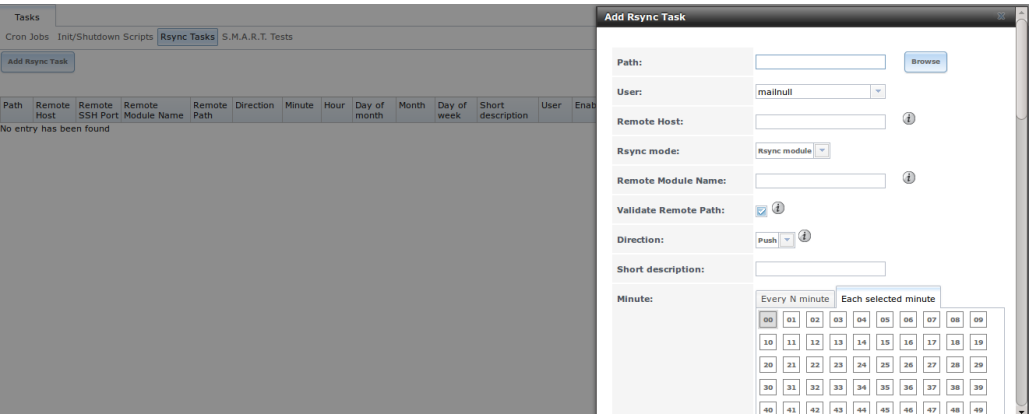 Tasks
Cron Jobs Init/Shutdown Scripts Rsync Tasks S.M.A.R.T. Tests
Add Rsync Task
Path Remote Host Remote SSH Port Remote Module Name Remote Path Direction Minute Hour Day of month Month Day of week Short description User Enab
No entry has been found
Add Rsync Task
Path: Browse
User: mailnull
Remote Host:
Rsync mode: Rsync module
Remote Module Name:
Validate Remote Path:
Direction: Push
Short description:
Minute: Every N minute Each selected minute
00 01 02 03 04 05 06 07 08 09
10 11 12 13 14 15 16 17 18 19
20 21 22 23 24 25 26 27 28 29
30 31 32 33 34 35 36 37 38 39
40 41 42 43 44 45 46 47 48 49